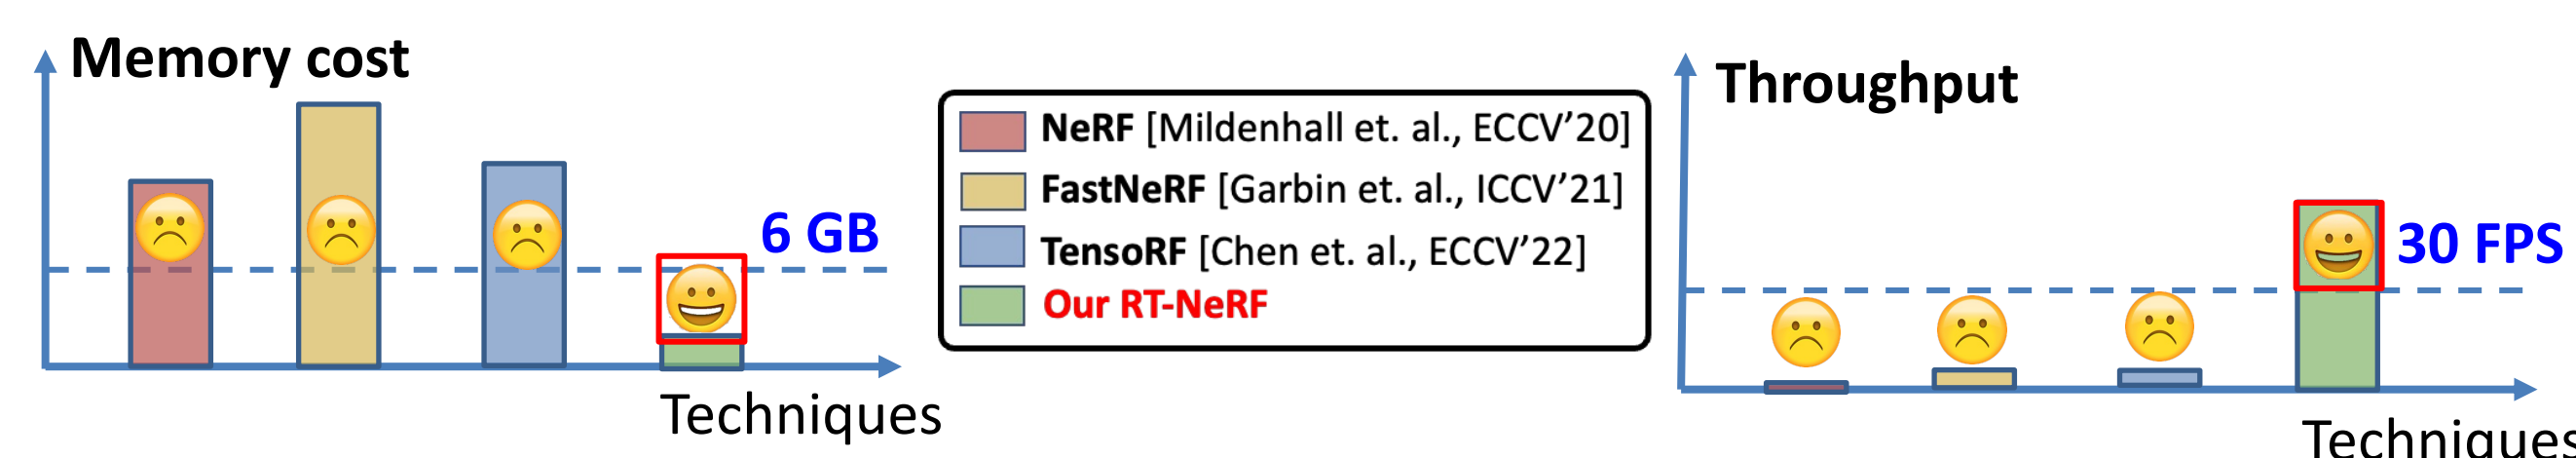 Memory cost
6 GB
Techniques
NeRF [Mildenhall et. al., ECCV’20]
FastNeRF [Garbin et. al., ICCV’21]
TensoRF [Chen et. al., ECCV’22]
Our RT-NeRF
Throughput
30 FPS
Techniques